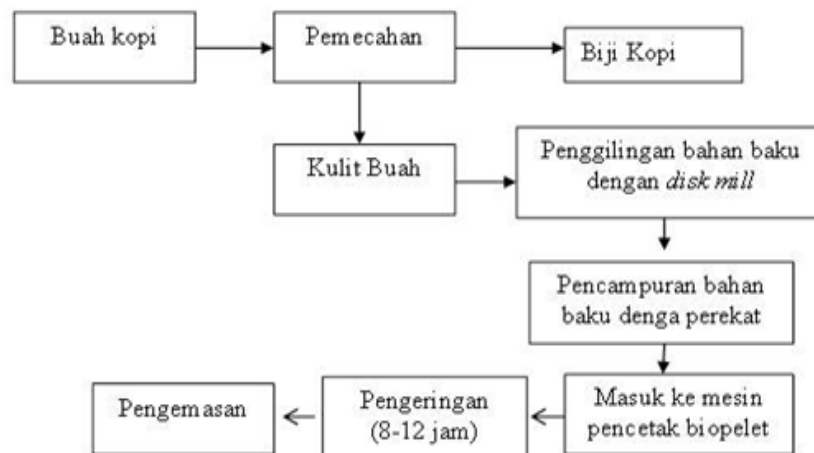 Buah kopi
Pemecahan
Biji Kopi
Kulit Buah
Penggilingan bahan baku
dengan disk mill
Pencampuran bahan
baku denga perekat
Masuk ke mesin
pencetak biopelet
Pengeringan
(8-12 jam)
Pengemasan